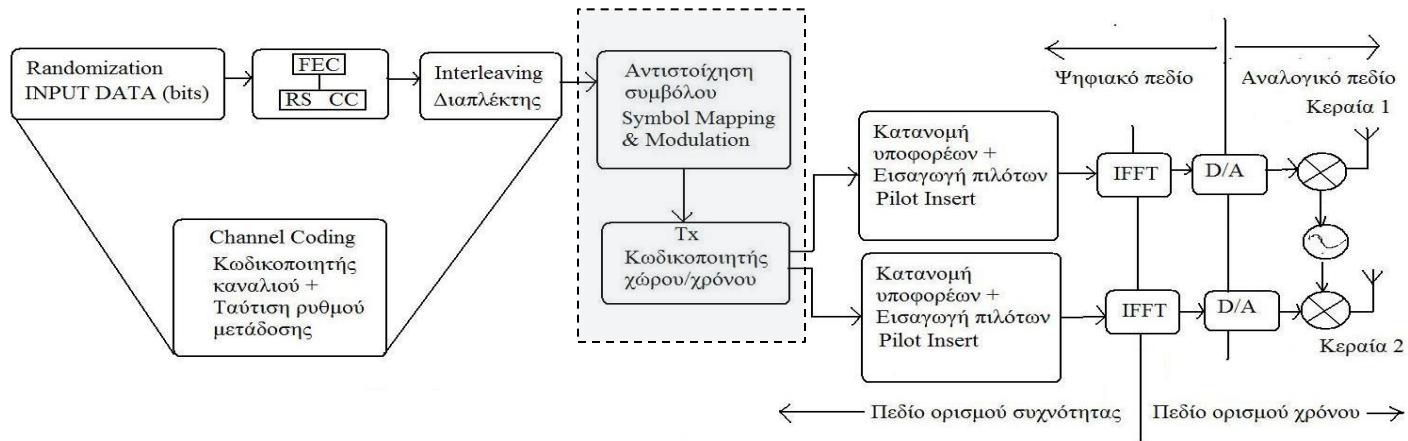 Randomization
INPUT DATA (bits)
FEC
RS CC
Interleaving
Διαπλέκτης
Channel Coding
Κωδικοποιητής
καναλιού +
Ταύτιση ρυθμού
μετάδοσης
Αντιστοίχηση
συμβόλου
Symbol Mapping
& Modulation
Tx
Κωδικοποιητής
χώρου/χρόνου
Κατανομή
υποφορέων +
Εισαγωγή πιλότων
Pilot Insert
Κατανομή
υποφορέων +
Εισαγωγή πιλότων
Pilot Insert
Ψηφιακό πεδίο
Αναλογικό πεδίο
Κεραία 1
IFFT
D/A
IFFT
D/A
Κεραία 2
Πεδίο ορισμού συχνότητας
Πεδίο ορισμού χρόνου